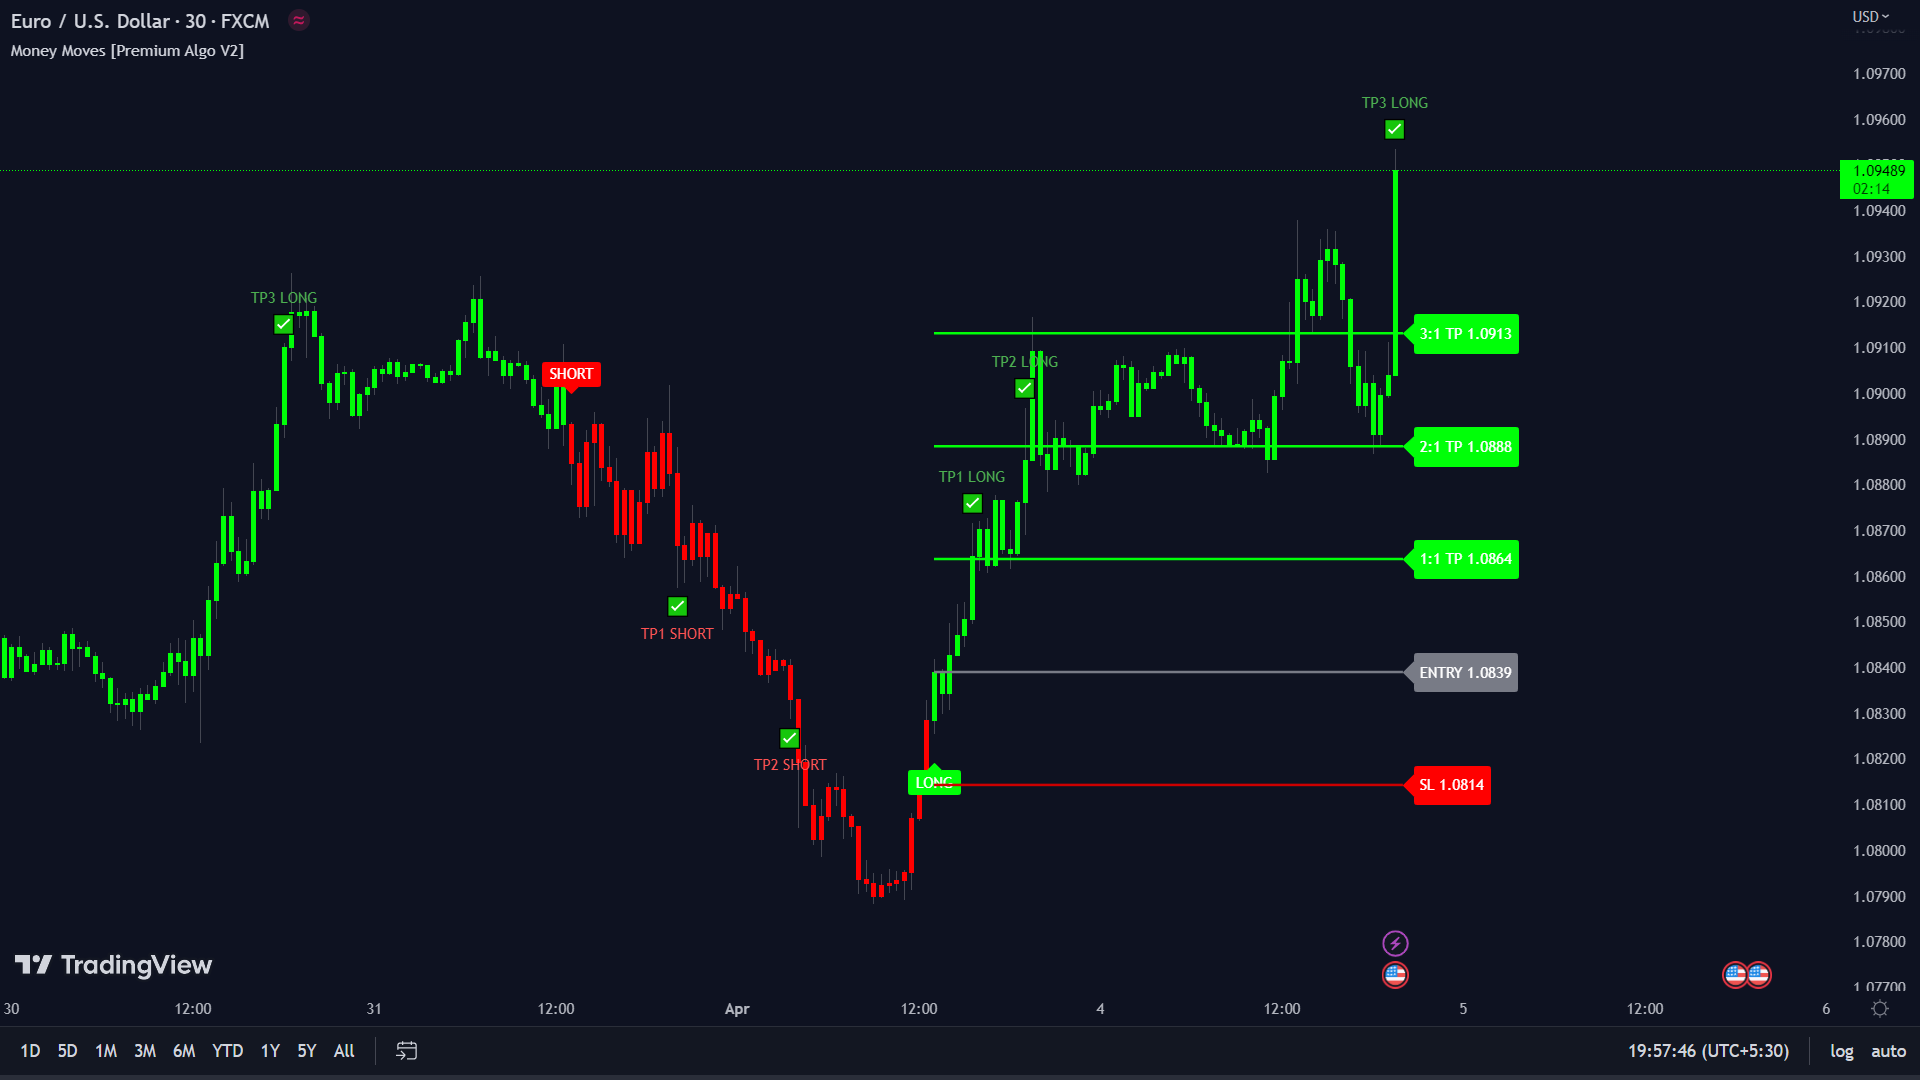 Euro / U.S. Dollar · 30 · FXCM
Money Moves [Premium Algo V2]
USD
1.09700
TP3 LONG
1.09600
1.09489
02:14
1.09400
1.09300
TP3 LONG
1.09200
3:1 TP 1.0913
1.09100
TP2 LONG
SHORT
1.09000
2:1 TP 1.0888
1.08900
TP1 LONG
1.08800
1.08700
1:1 TP 1.0864
1.08600
1.08500
TP1 SHORT
1.08400
ENTRY 1.0839
1.08300
1.08200
TP2 SHORT
LONG
SL 1.0814
1.08100
1.08000
1.07900
1.07800
TradingView
1.07700
30 12:00 31 12:00 Apr 12:00 4 12:00 5 12:00 6
1D 5D 1M 3M 6M YTD 1Y 5Y All 19:57:46 (UTC+5:30) log auto